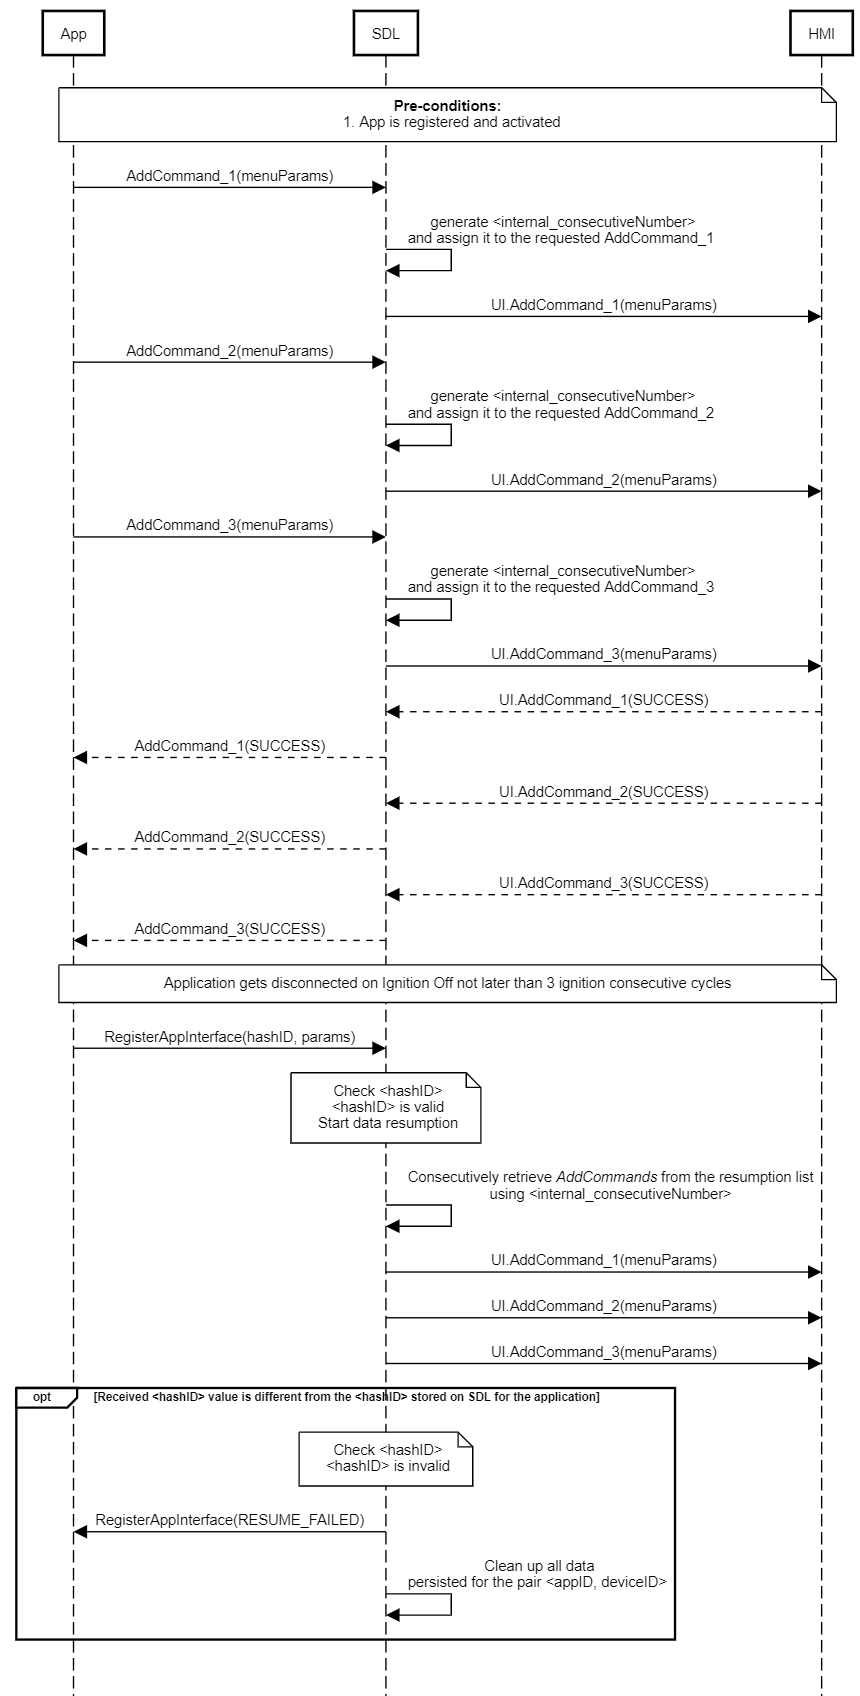 App
SDL
HMI
Pre-conditions:
1. App is registered and activated
AddCommand_1(menuParams)
generate <internal_consecutiveNumber>
and assign it to the requested AddCommand_1
UI.AddCommand_1(menuParams)
AddCommand_2(menuParams)
generate <internal_consecutiveNumber>
and assign it to the requested AddCommand_2
UI.AddCommand_2(menuParams)
AddCommand_3(menuParams)
generate <internal_consecutiveNumber>
and assign it to the requested AddCommand_3
UI.AddCommand_3(menuParams)
UI.AddCommand_1(SUCCESS)
AddCommand_1(SUCCESS)
UI.AddCommand_2(SUCCESS)
AddCommand_2(SUCCESS)
UI.AddCommand_3(SUCCESS)
AddCommand_3(SUCCESS)
Application gets disconnected on Ignition Off not later than 3 ignition consecutive cycles
RegisterAppInterface(hashID, params)
Check <hashID>
<hashID> is valid
Start data resumption
Consecutively retrieve AddCommands from the resumption list
using <internal_consecutiveNumber>
UI.AddCommand_1(menuParams)
UI.AddCommand_2(menuParams)
UI.AddCommand_3(menuParams)
opt [Received <hashID> value is different from the <hashID> stored on SDL for the application]
Check <hashID>
<hashID> is invalid
RegisterAppInterface(RESUME_FAILED)
Clean up all data
persisted for the pair <appID, deviceID>